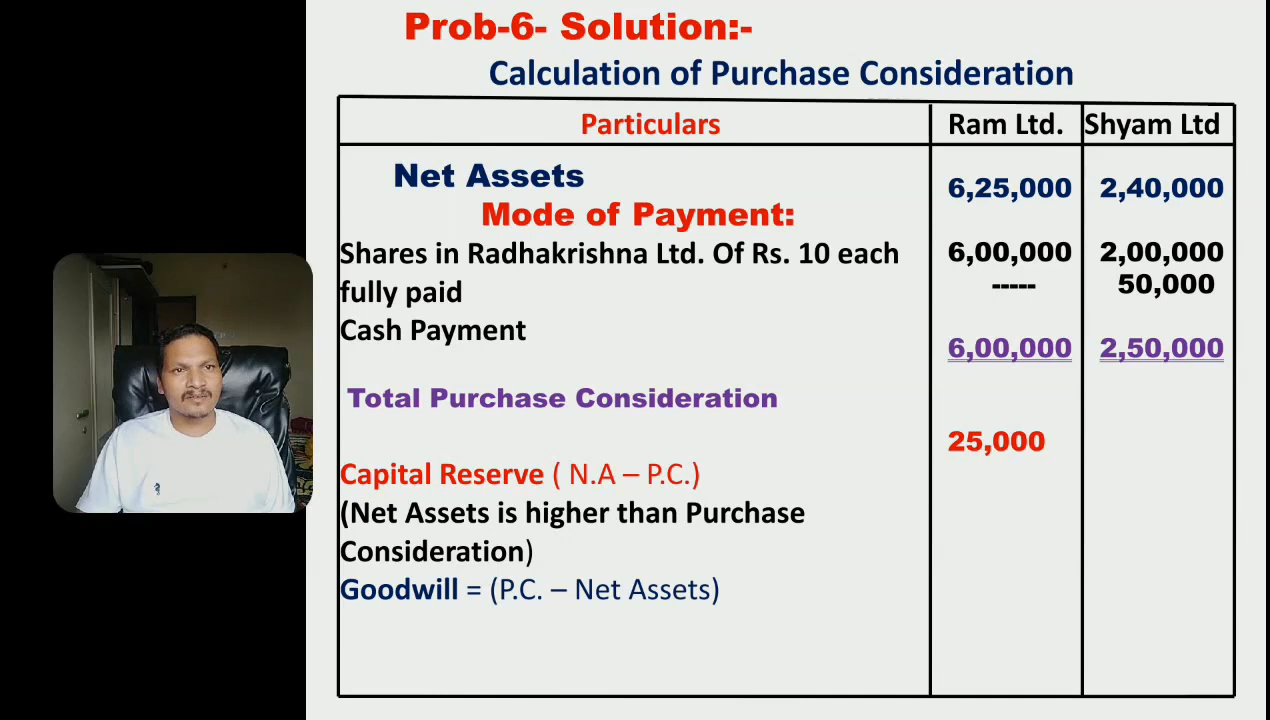 Prob-6- Solution:-
Calculation of Purchase Consideration
Particulars Ram Ltd. Shyam Ltd
Net Assets 6,25,000 2,40,000
Mode of Payment:
Shares in Radhakrishna Ltd. Of Rs. 10 each 6,00,000 2,00,000
fully paid ----- 50,000
Cash Payment
6,00,000 2,50,000
Total Purchase Consideration
25,000
Capital Reserve ( N.A – P.C.)
(Net Assets is higher than Purchase
Consideration)
Goodwill = (P.C. – Net Assets)